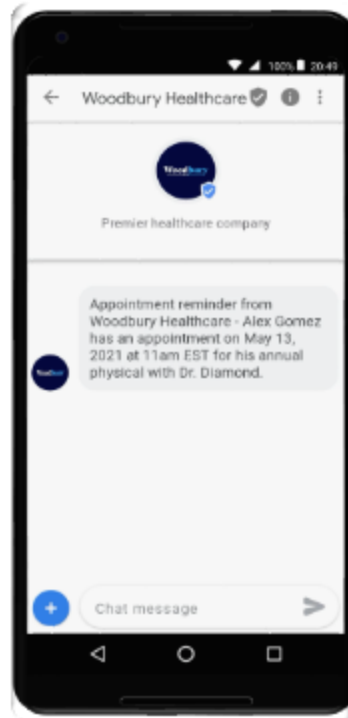 100% 20:49
Woodbury Healthcare
Woodbury
Premier healthcare company
Appointment reminder from
Woodbury Healthcare - Alex Gomez
has an appointment on May 13,
2021 at 11am EST for his annual
physical with Dr. Diamond.
Chat message